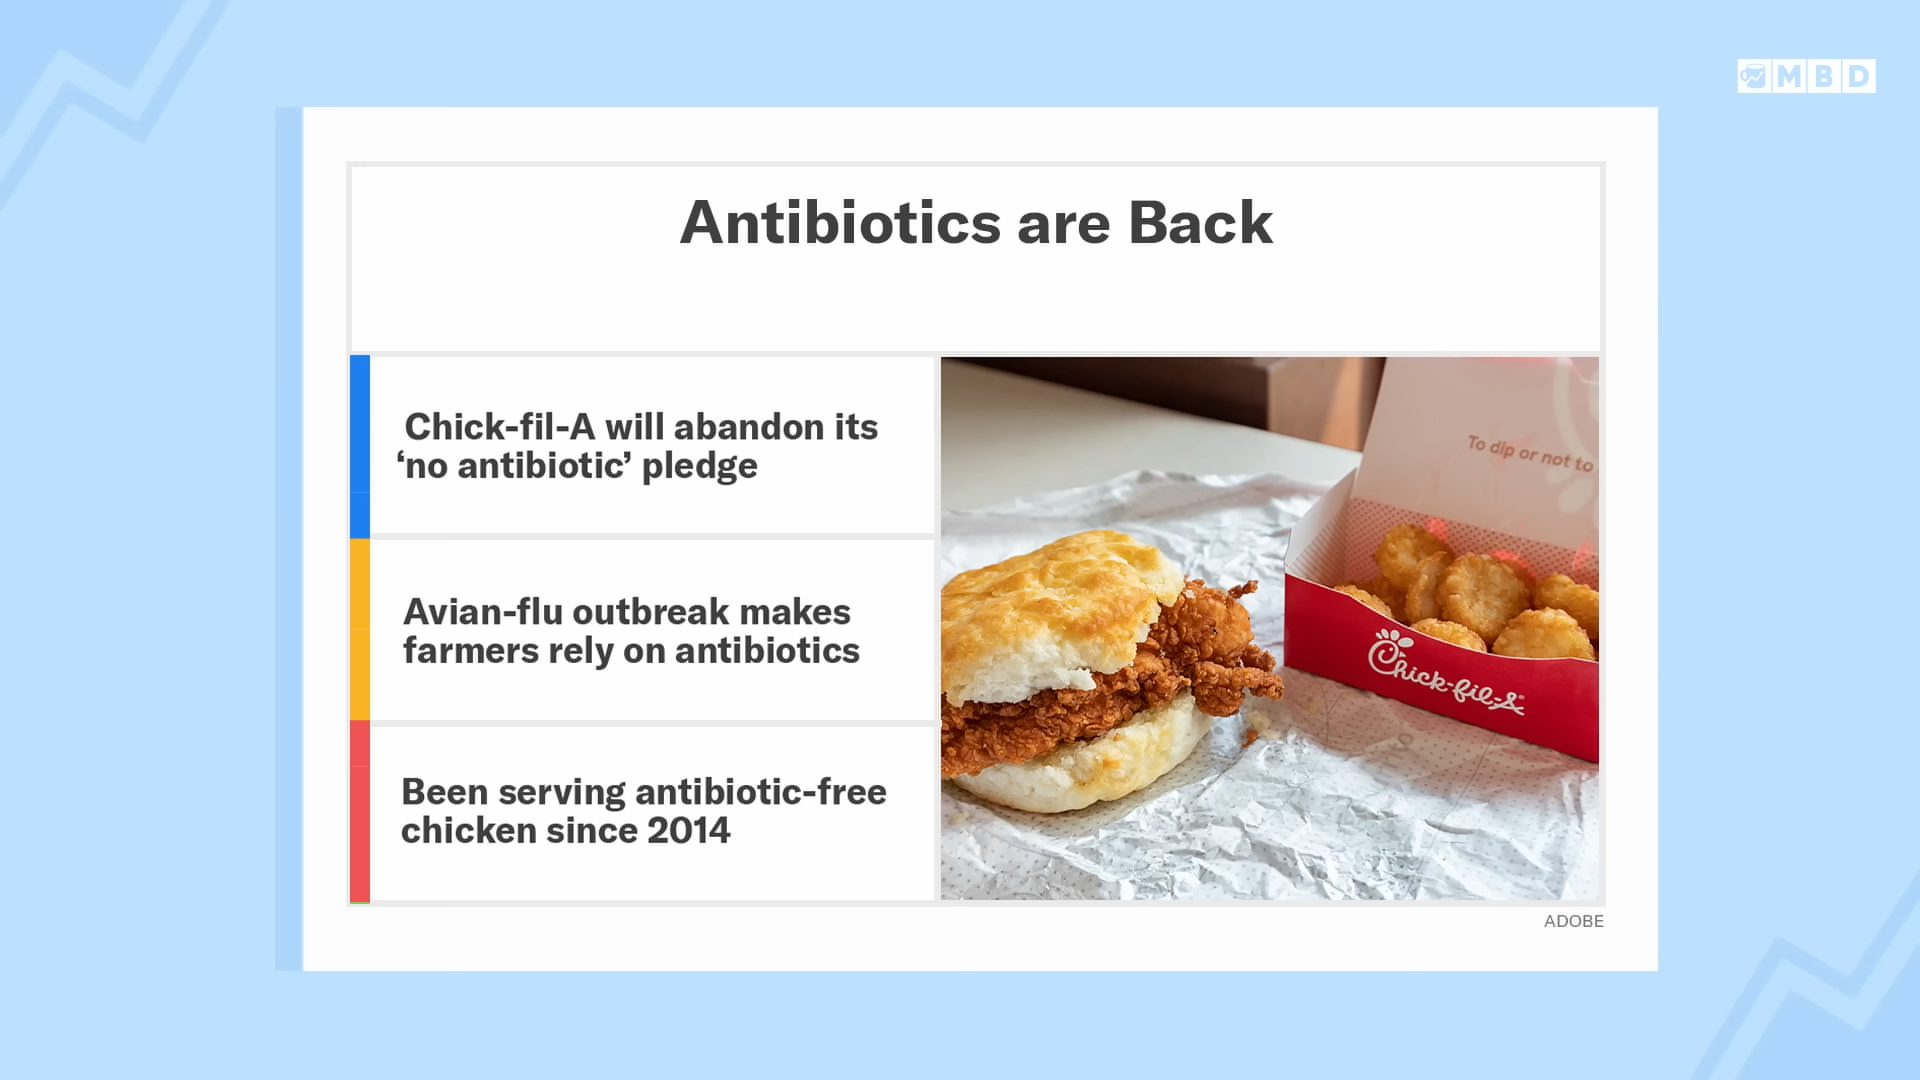 MBD
Antibiotics are Back
Chick-fil-A will abandon its
‘no antibiotic’ pledge
Avian-flu outbreak makes
farmers rely on antibiotics
Been serving antibiotic-free
chicken since 2014
To dip or not to
Chick-fil-A
ADOBE